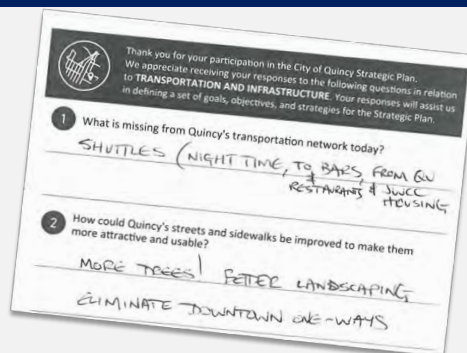 Thank you for your participation in the City of Quincy Strategic Plan.
We appreciate receiving your responses to the following questions in relation
to TRANSPORTATION AND INFRASTRUCTURE. Your responses will assist us
in defining a set of goals, objectives, and strategies for the Strategic Plan.
1 What is missing from Quincy's transportation network today?
SHUTTLES (NIGHT TIME, TO BARS, FROM QU
& RESTAURANTS & JWCC
HOUSING
2 How could Quincy's streets and sidewalks be improved to make them
more attractive and usable?
MORE TREES! BETTER LANDSCAPING
ELIMINATE DOWNTOWN ONE-WAYS